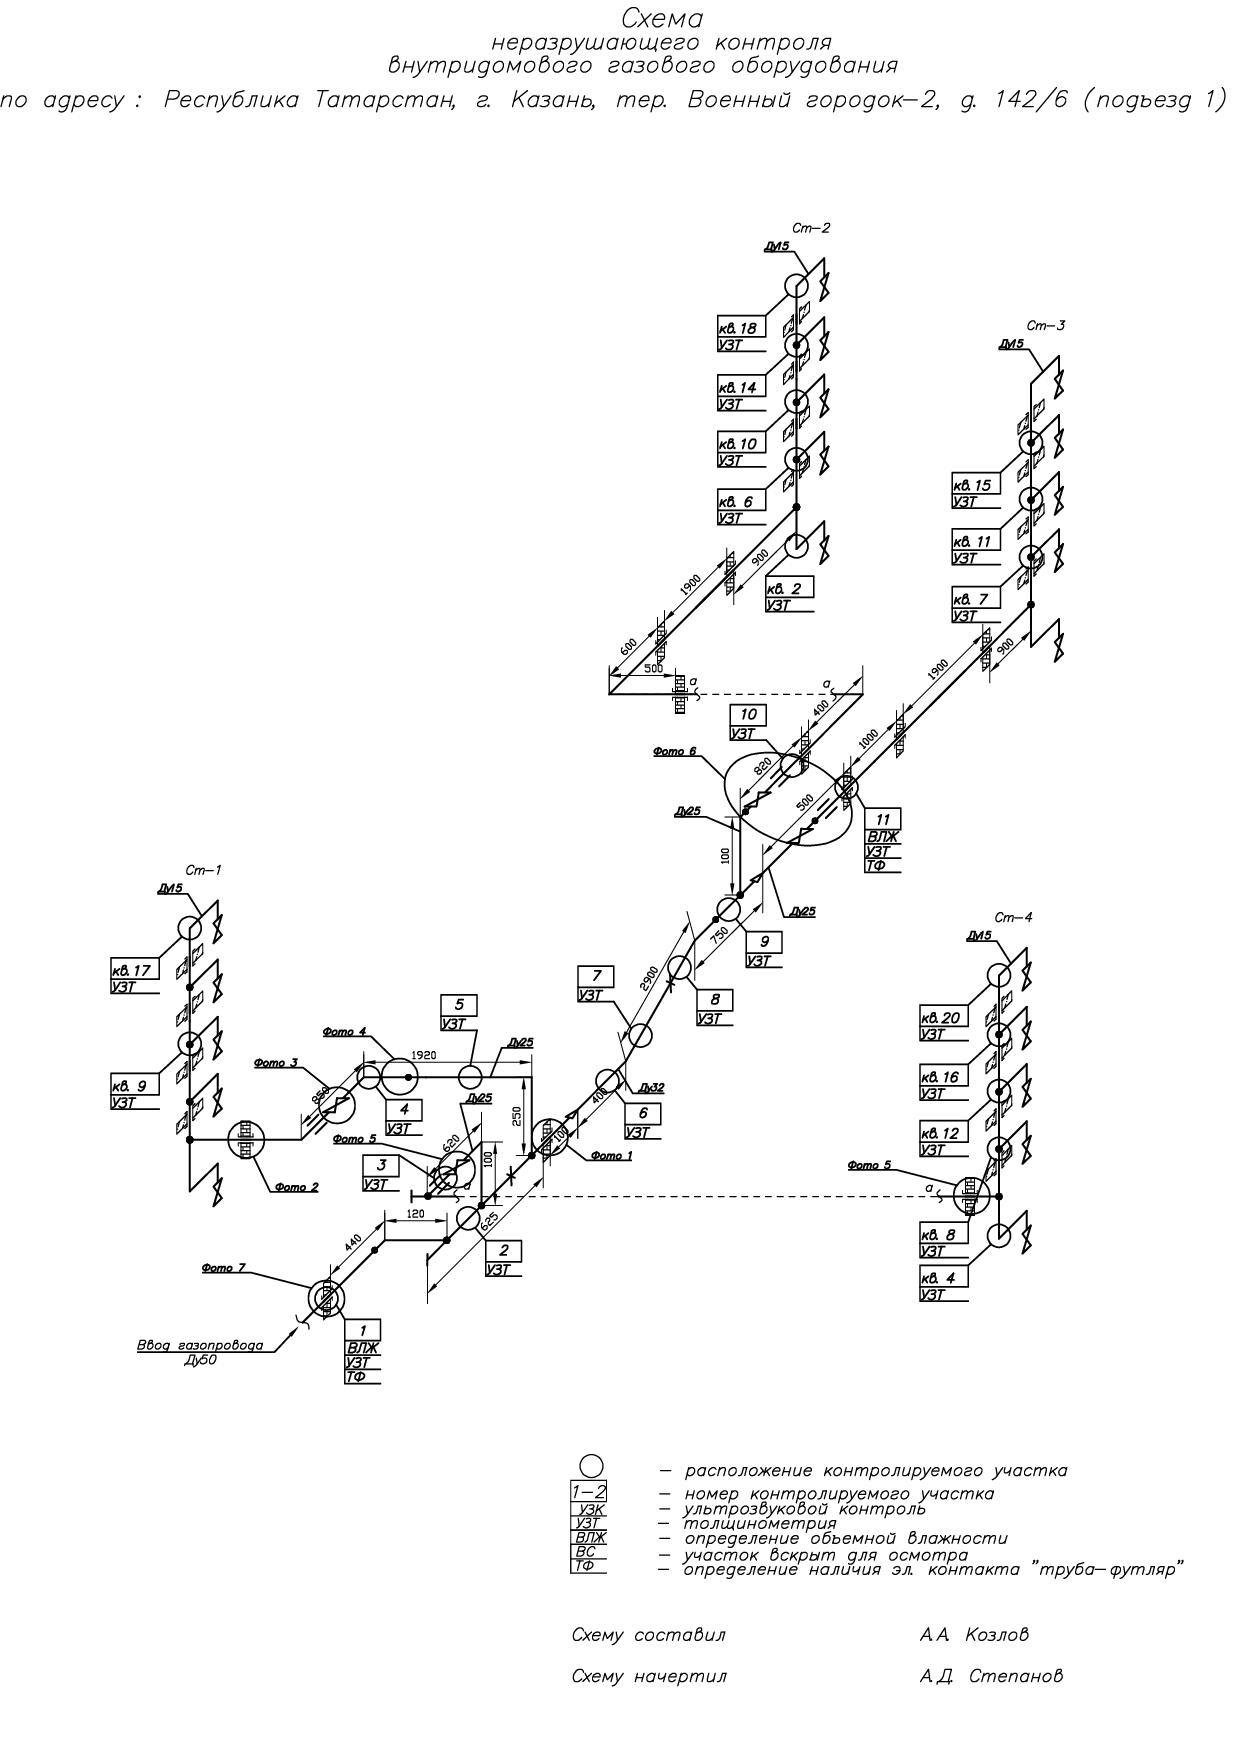 Схема
неразрушающего контроля
внутридомового газового оборудования
по адресу : Республика Татарстан, г. Казань, тер. Военный городок-2, д. 142/6 (подъезд 1)
Ст-2
Ду15
кв. 18
УЗТ
кв. 14
УЗТ
кв. 10
УЗТ
кв. 6
УЗТ
кв. 2
УЗТ
900
1900
600
500
а
а
Ст-3
Ду15
кв. 15
УЗТ
кв. 11
УЗТ
кв. 7
УЗТ
900
1900
1000
400
10
УЗТ
Фото 6
820
500
Ду25
100
11
ВЛЖ
УЗТ
ТФ
Ду25
750
9
УЗТ
2900
7
УЗТ
8
УЗТ
Ст-1
Ду15
кв. 17
УЗТ
кв. 9
УЗТ
Фото 2
Фото 3
850
Фото 4
1920
5
УЗТ
Ду25
4
УЗТ
Ду25
250
Фото 5
620
100
3
УЗТ
а
100
400
Ду32
6
УЗТ
Фото 1
625
2
УЗТ
120
440
Фото 7
1
ВЛЖ
УЗТ
ТФ
Ввод газопровода
Ду50
Ст-4
Ду15
кв. 20
УЗТ
кв. 16
УЗТ
кв. 12
УЗТ
Фото 5
а
кв. 8
УЗТ
кв. 4
УЗТ
- расположение контролируемого участка
1-2 - номер контролируемого участка
УЗК - ультрозвуковой контроль
УЗТ - толщинометрия
ВЛЖ - определение объемной влажности
ВС - участок вскрыт для осмотра
ТФ - определение наличия эл. контакта "труба-футляр"
Схему составил А.А. Козлов
Схему начертил А.Д. Степанов